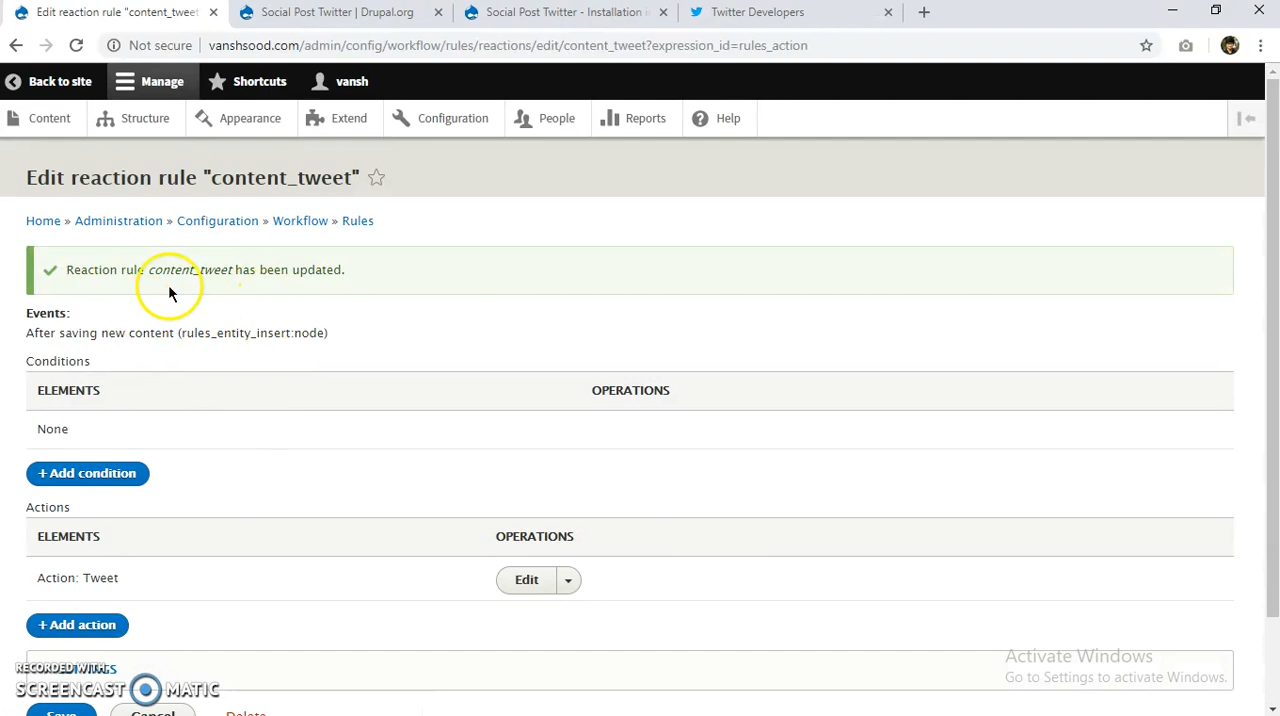 Edit reaction rule "content_tweet"
Social Post Twitter | Drupal.org
Social Post Twitter - Installation i
Twitter Developers
Not secure
vanshsood.com/admin/config/workflow/rules/reactions/edit/content_tweet?expression_id=rules_action
Back to site
Manage
Shortcuts
vansh
Content
Structure
Appearance
Extend
Configuration
People
Reports
Help
Edit reaction rule "content_tweet"
Home » Administration » Configuration » Workflow » Rules
Reaction rule content_tweet has been updated.
Events:
After saving new content (rules_entity_insert:node)
Conditions
ELEMENTS
OPERATIONS
None
+ Add condition
Actions
ELEMENTS
OPERATIONS
Action: Tweet
Edit
+ Add action
RECORDED WITH
SCREENCAST MATIC
Activate Windows
Go to Settings to activate Windows.
Save
Cancel
Delete